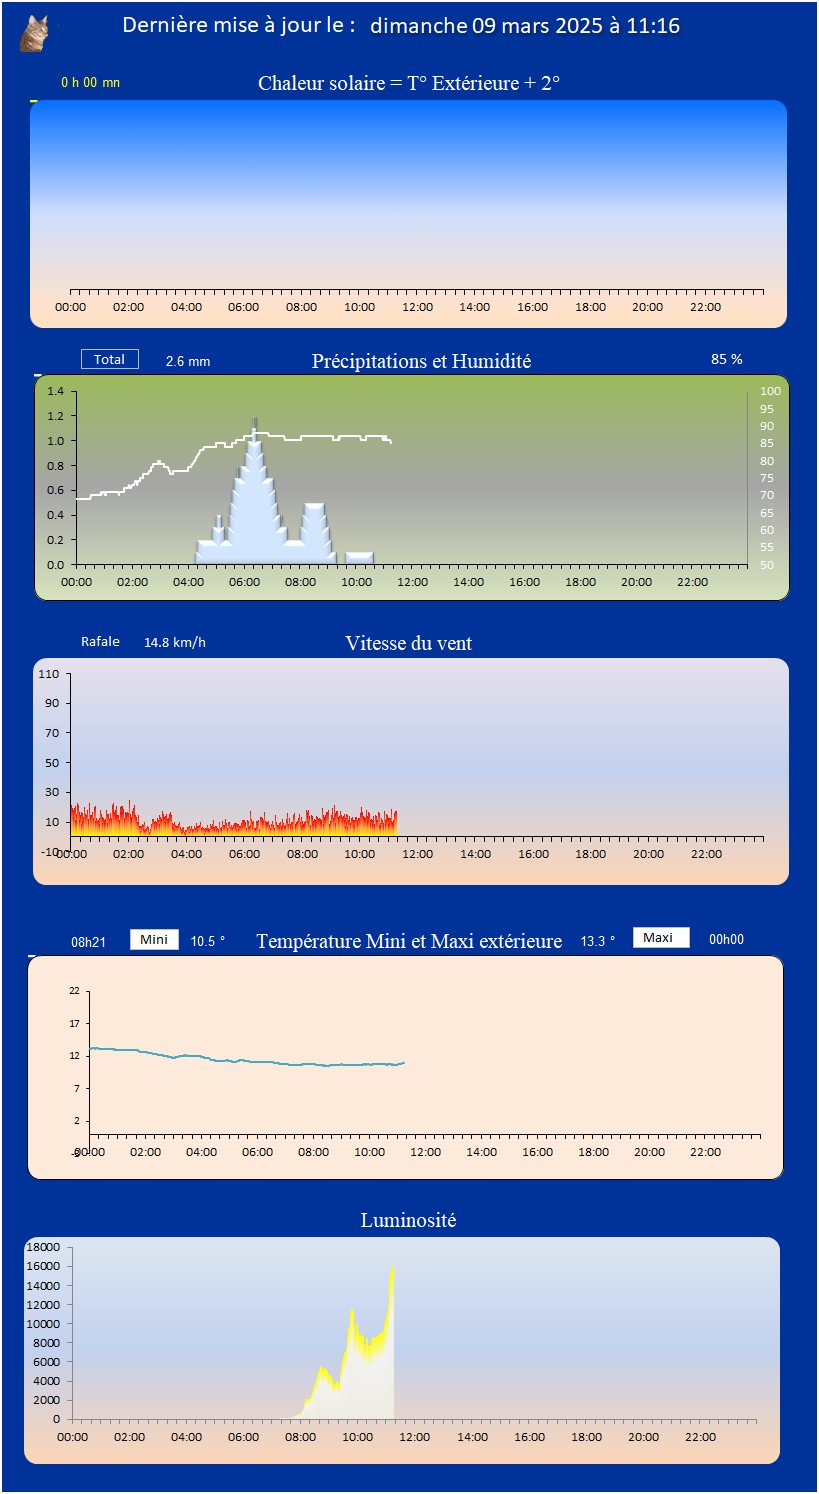 Dernière mise à jour le : dimanche 09 mars 2025 à 11:16
0 h 00 mn Chaleur solaire = T° Extérieure + 2°
00:00 02:00 04:00 06:00 08:00 10:00 12:00 14:00 16:00 18:00 20:00 22:00
Total 2.6 mm Précipitations et Humidité 85 %
1.4 100
95
1.2 90
1.0 85
0.8 80
75
0.6 70
0.4 65
60
0.2 55
0.0 50
00:00 02:00 04:00 06:00 08:00 10:00 12:00 14:00 16:00 18:00 20:00 22:00
Rafale 14.8 km/h Vitesse du vent
110
90
70
50
30
10
-10 00:00 02:00 04:00 06:00 08:00 10:00 12:00 14:00 16:00 18:00 20:00 22:00
08h21 Mini 10.5 ° Température Mini et Maxi extérieure 13.3 ° Maxi 00h00
22
17
12
7
2
-3 00:00 02:00 04:00 06:00 08:00 10:00 12:00 14:00 16:00 18:00 20:00 22:00
Luminosité
18000
16000
14000
12000
10000
8000
6000
4000
2000
0
00:00 02:00 04:00 06:00 08:00 10:00 12:00 14:00 16:00 18:00 20:00 22:00